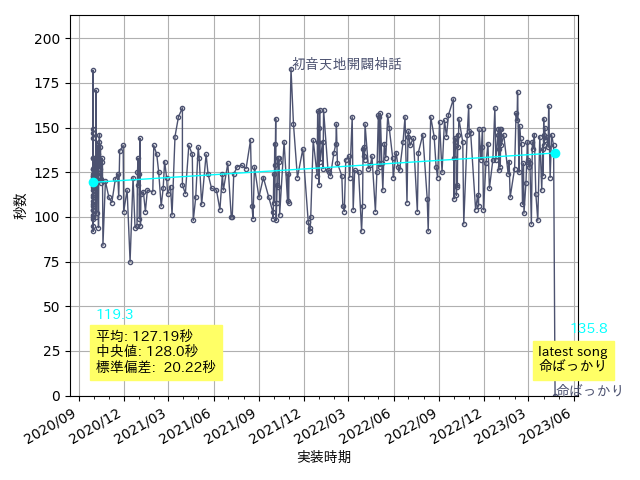 200
175
150
125
100
75
50
25
0
秒数
初音天地開闢神話
119.3
平均: 127.19秒
中央値: 128.0秒
標準偏差: 20.22秒
135.8
latest song
命ばっかり
命ばっかり
2020/09
2020/12
2021/03
2021/06
2021/09
2021/12
2022/03
2022/06
2022/09
2022/12
2023/03
2023/06
実装時期